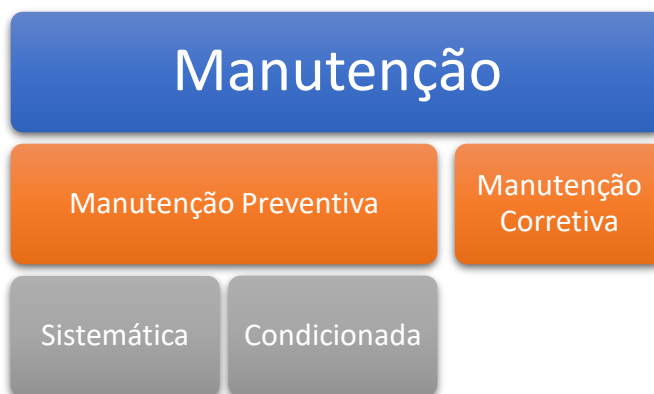 Manutenção
Manutenção Preventiva
Manutenção
Corretiva
Sistemática
Condicionada